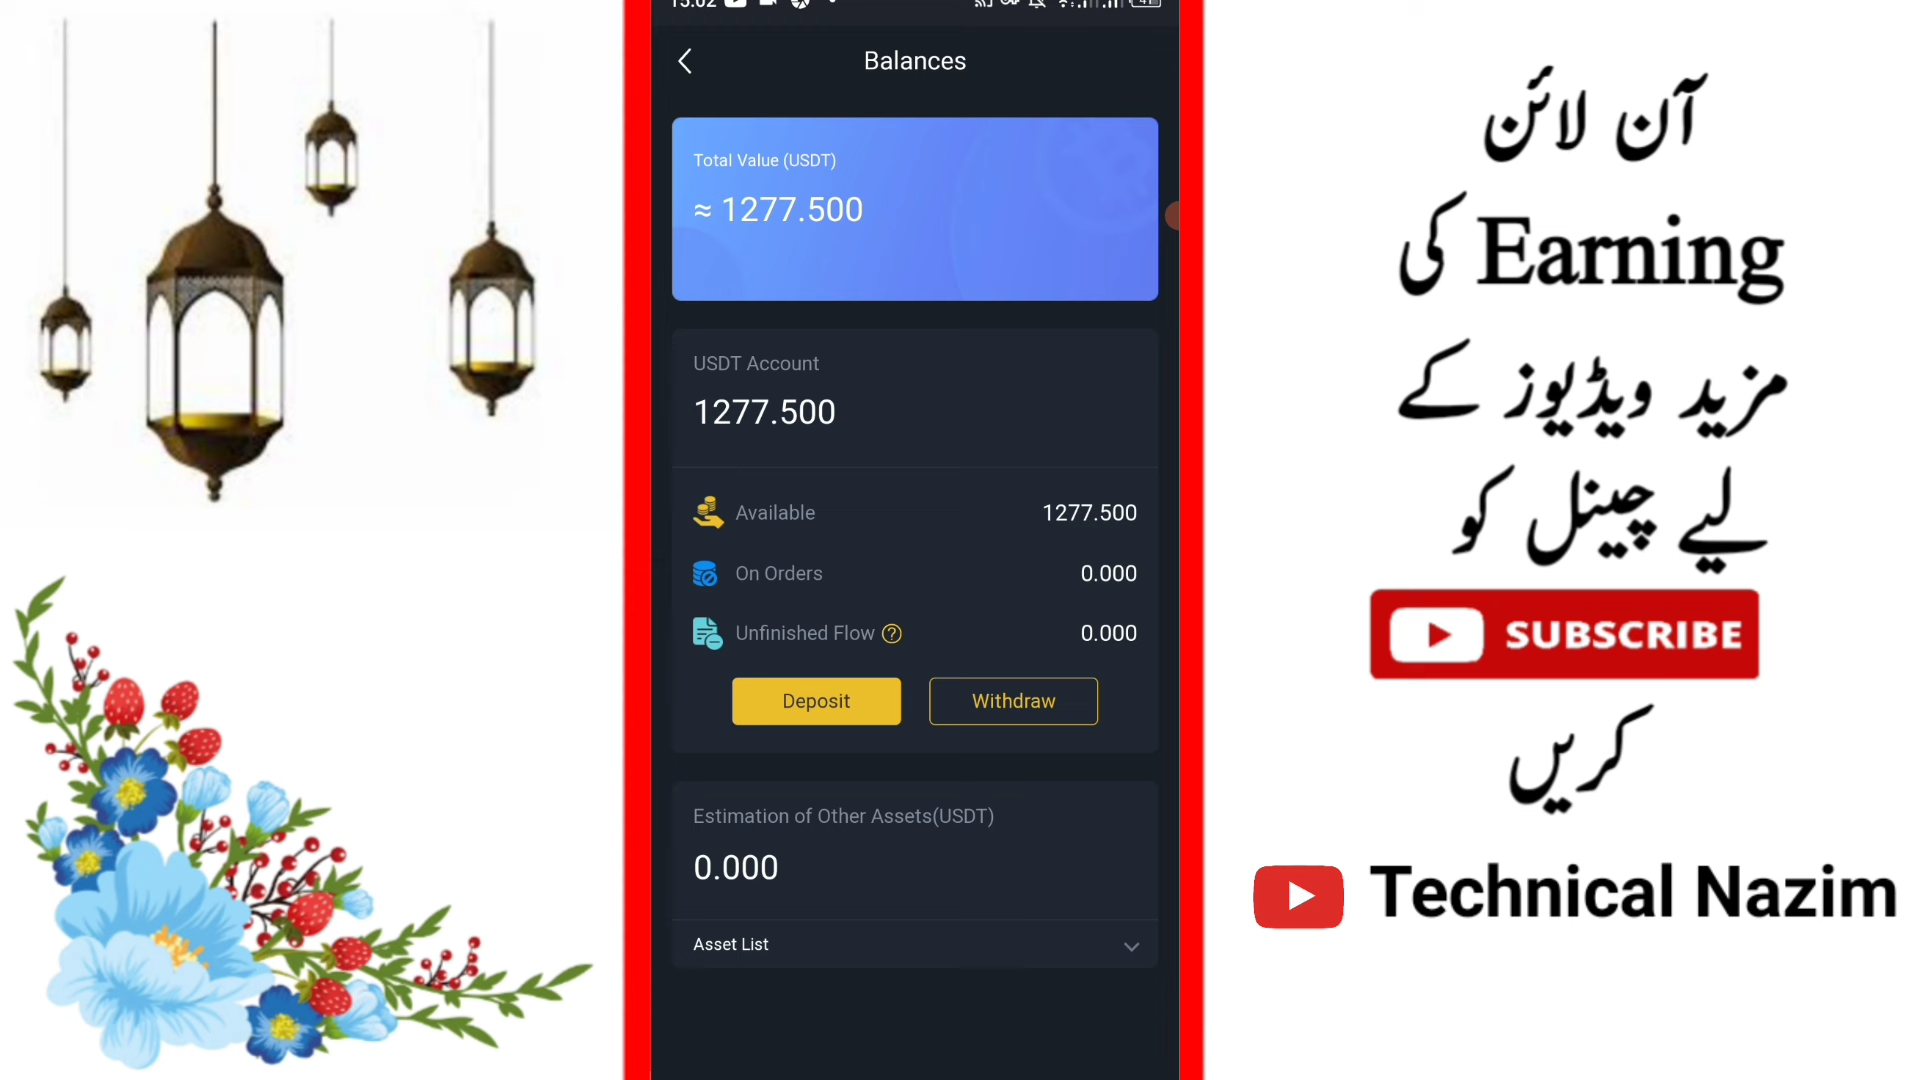 15:02
Balances
Total Value (USDT)
≈ 1277.500
USDT Account
1277.500
Available 1277.500
On Orders 0.000
Unfinished Flow ? 0.000
Deposit Withdraw
Estimation of Other Assets(USDT)
0.000
Asset List
آن لائن
Earning کی
مزید ویڈیوز کے
لیے چینل کو
SUBSCRIBE
کریں
Technical Nazim